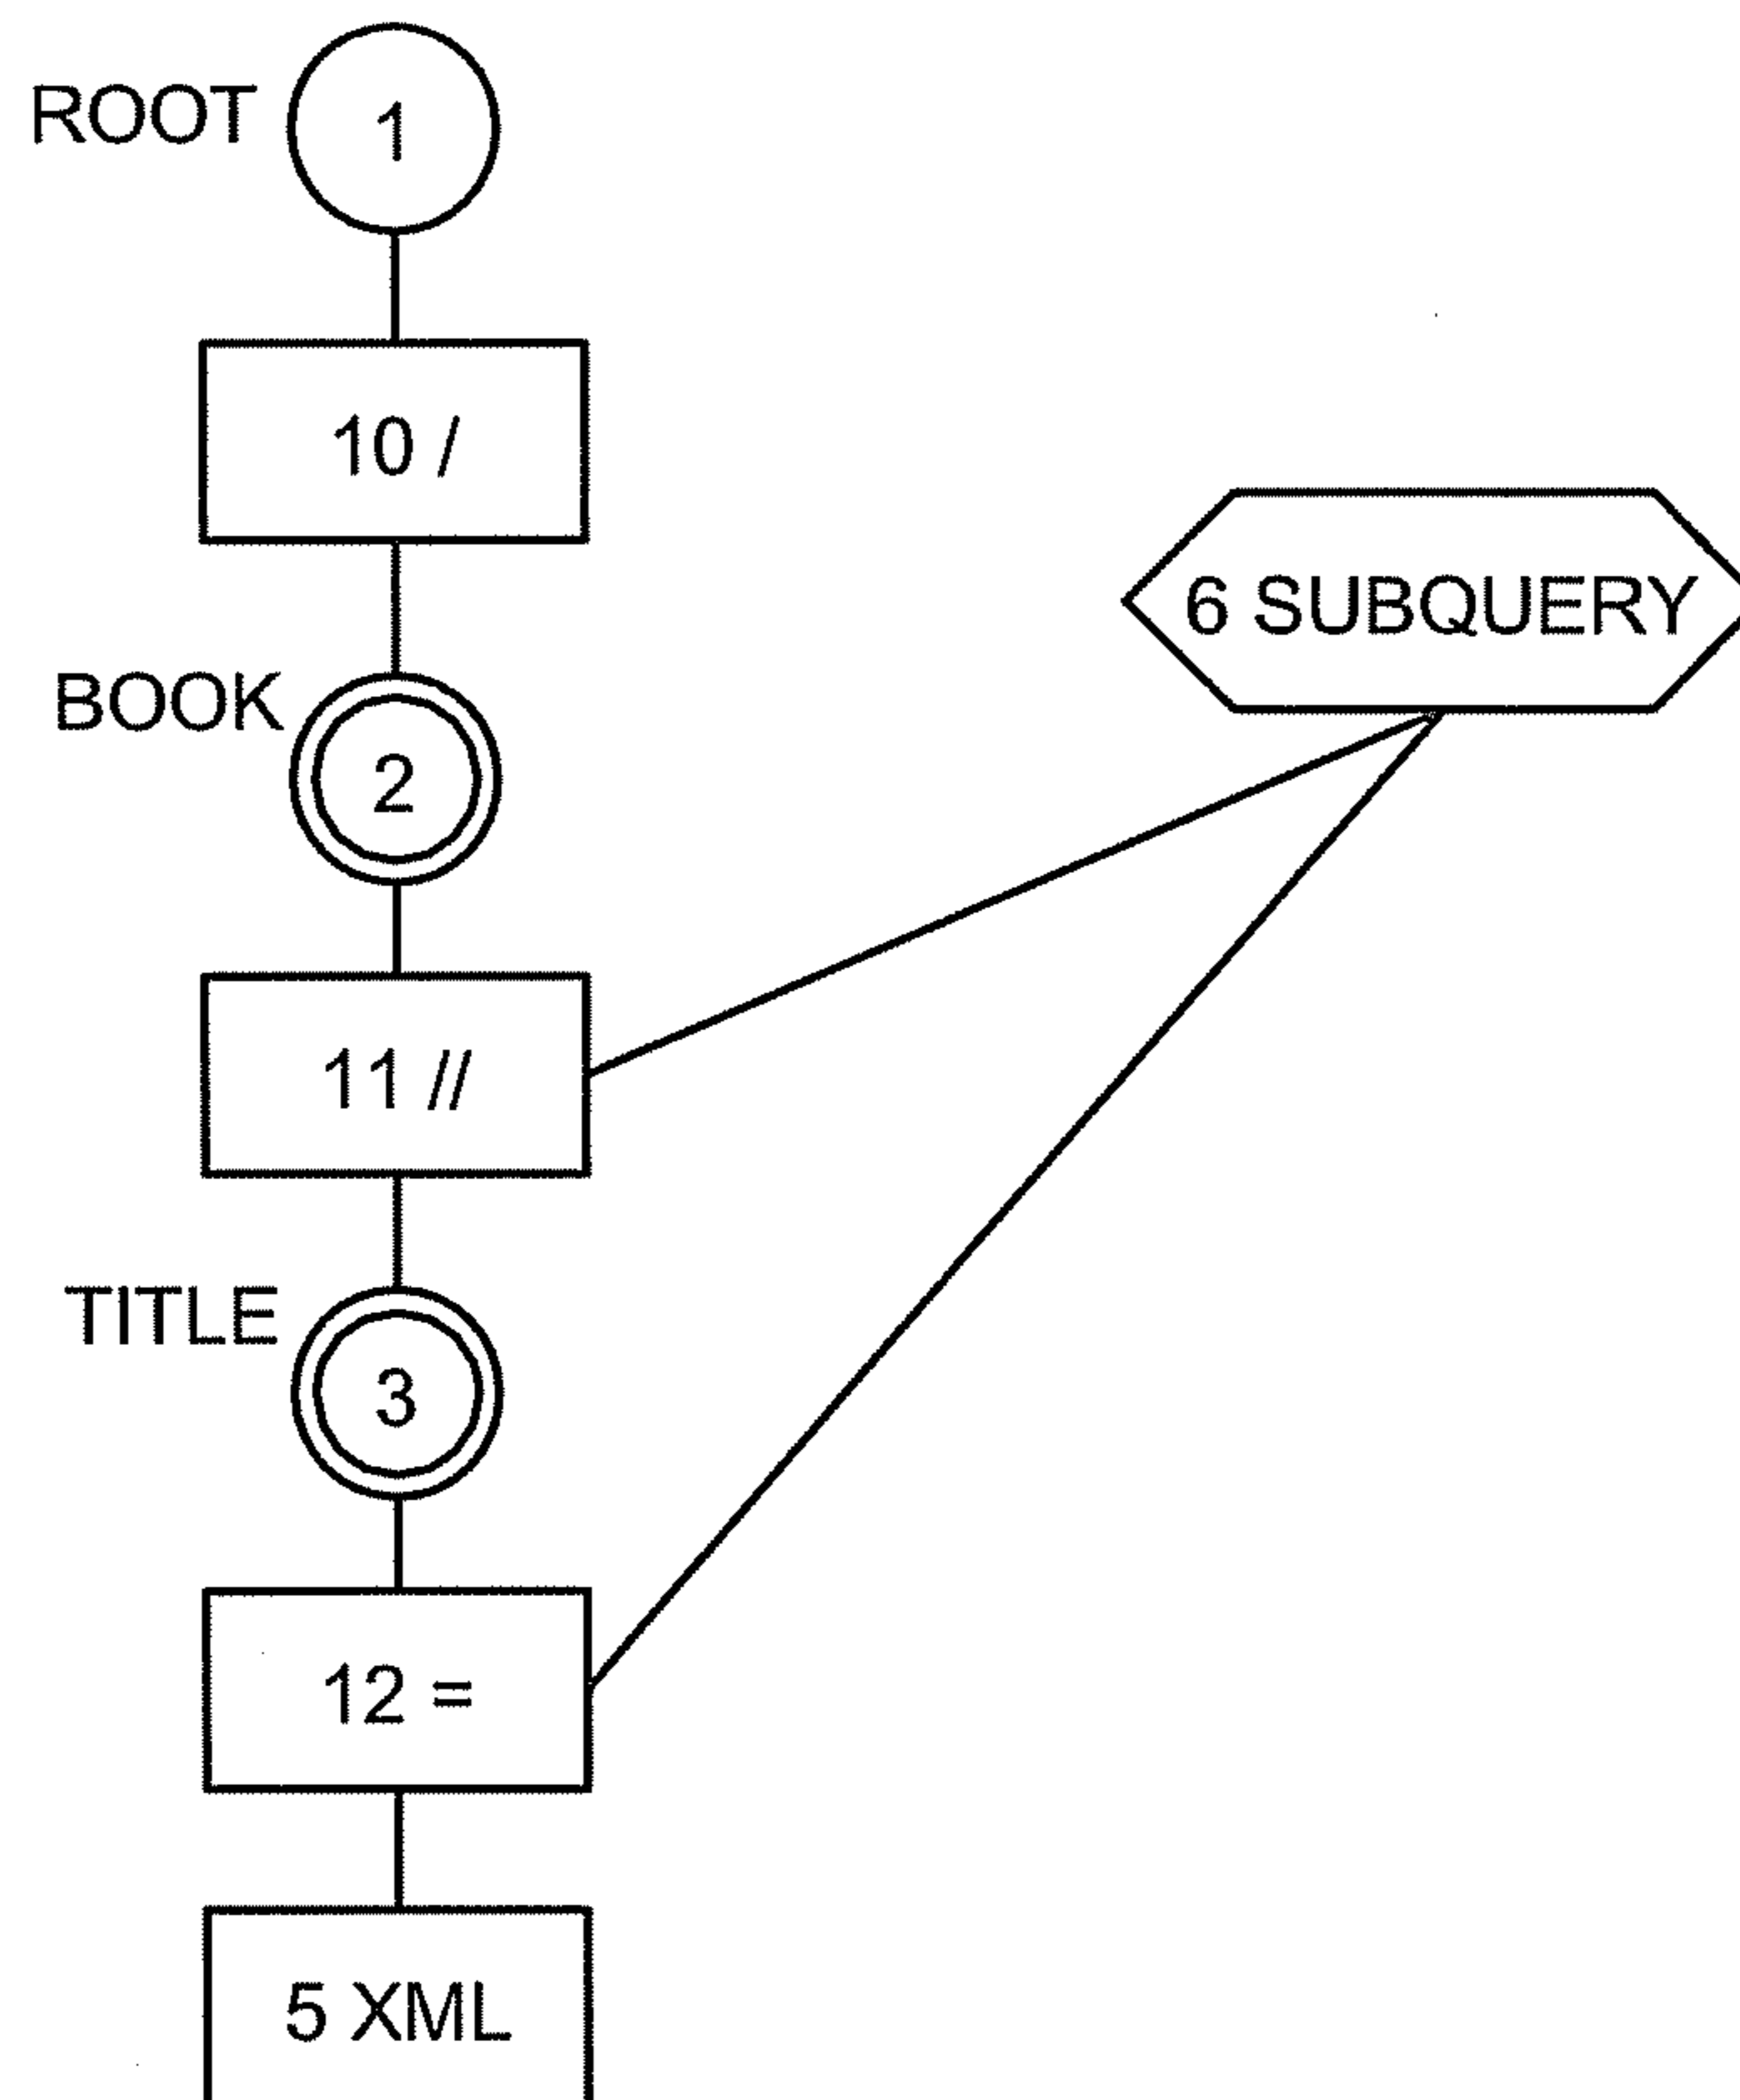 ROOT
1
10 /
6 SUBQUERY
BOOK
2
11 //
TITLE
3
12 =
5 XML